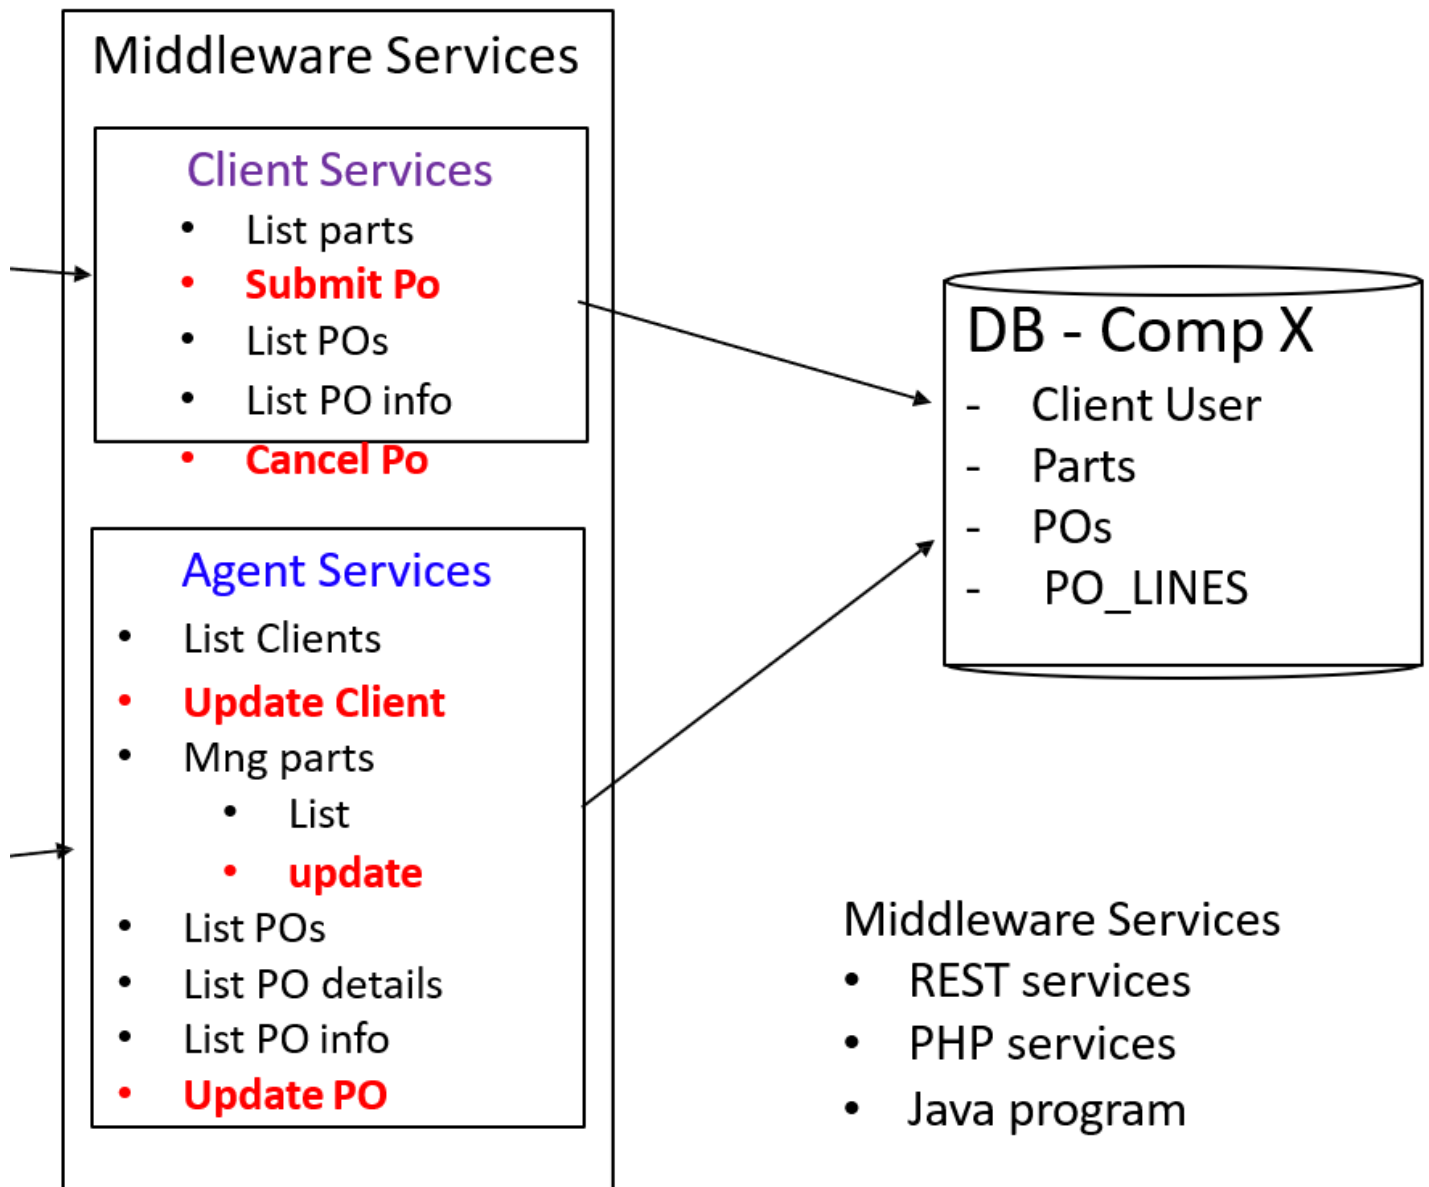 Middleware Services
Client Services
• List parts
• Submit Po
• List POs
• List PO info
• Cancel Po
Agent Services
• List Clients
• Update Client
• Mng parts
• List
• update
• List POs
• List PO details
• List PO info
• Update PO
DB - Comp X
- Client User
- Parts
- POs
- PO_LINES
Middleware Services
• REST services
• PHP services
• Java program